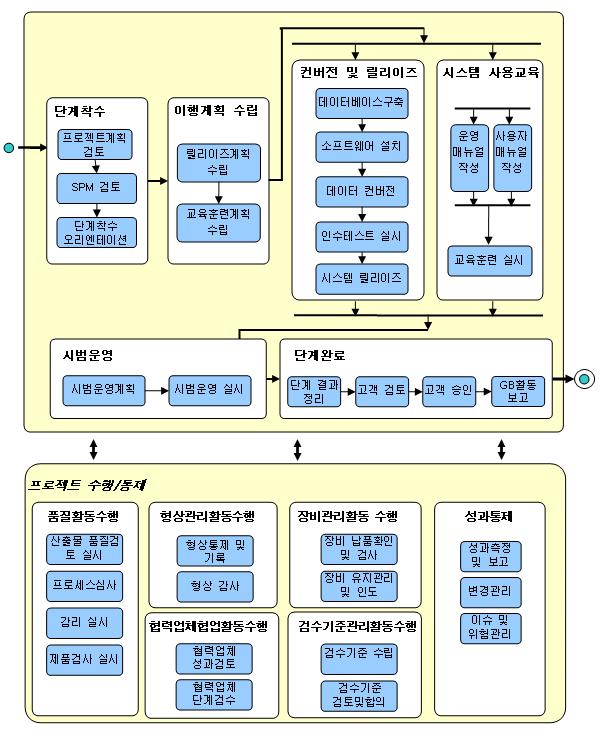 단계착수
프로젝트계획
검토
SPM 검토
단계착수
오리엔테이션
이행계획 수립
릴리이즈계획
수립
교육훈련계획
수립
컨버전 및 릴리이즈
데이터베이스구축
소프트웨어 설치
데이터 컨버전
인수테스트 실시
시스템 릴리이즈
시스템 사용교육
운영
매뉴얼
작성
사용자
매뉴얼
작성
교육훈련 실시
시범운영
시범운영계획
시범운영 실시
단계완료
단계 결과
정리
고객 검토
고객 승인
GB활동
보고
프로젝트 수행/통제
품질활동수행
산출물 품질검
토 실시
프로세스심사
감리 실시
제품검사 실시
형상관리활동수행
형상통제 및
기록
형상 감사
협력업체협업활동수행
협력업체
성과검토
협력업체
단계검수
장비관리활동 수행
장비 납품확인
및 검사
장비 유지관리
및 인도
검수기준관리활동수행
검수기준 수립
검수기준
검토및합의
성과통제
성과측정
및 보고
변경관리
이슈 및
위험관리